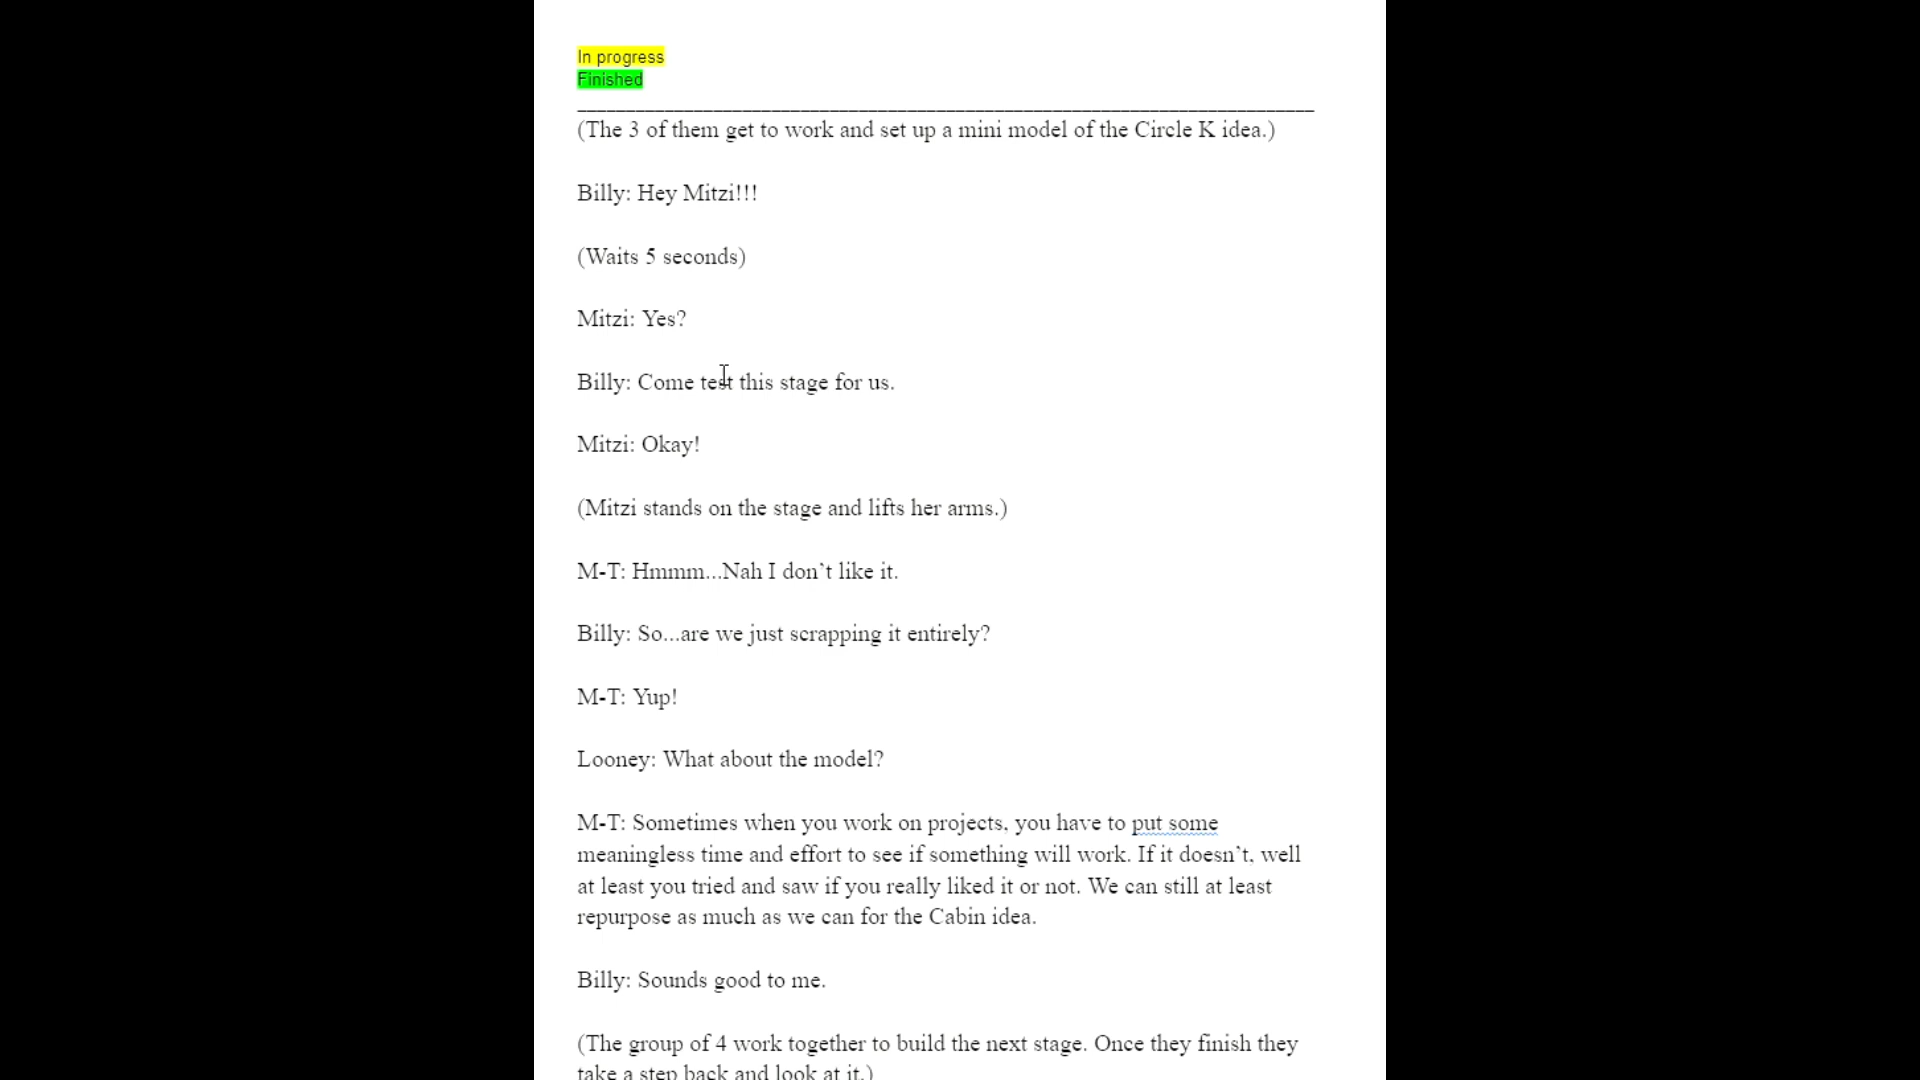 In progress
Finished
(The 3 of them get to work and set up a mini model of the Circle K idea.)
Billy: Hey Mitzi!!!
(Waits 5 seconds)
Mitzi: Yes?
Billy: Come test this stage for us.
Mitzi: Okay!
(Mitzi stands on the stage and lifts her arms.)
M-T: Hmmm...Nah I don`t like it.
Billy: So...are we just scrapping it entirely?
M-T: Yup!
Looney: What about the model?
M-T: Sometimes when you work on projects, you have to put some
meaningless time and effort to see if something will work. If it doesn`t, well
at least you tried and saw if you really liked it or not. We can still at least
repurpose as much as we can for the Cabin idea.
Billy: Sounds good to me.
(The group of 4 work together to build the next stage. Once they finish they
take a step back and look at it.)